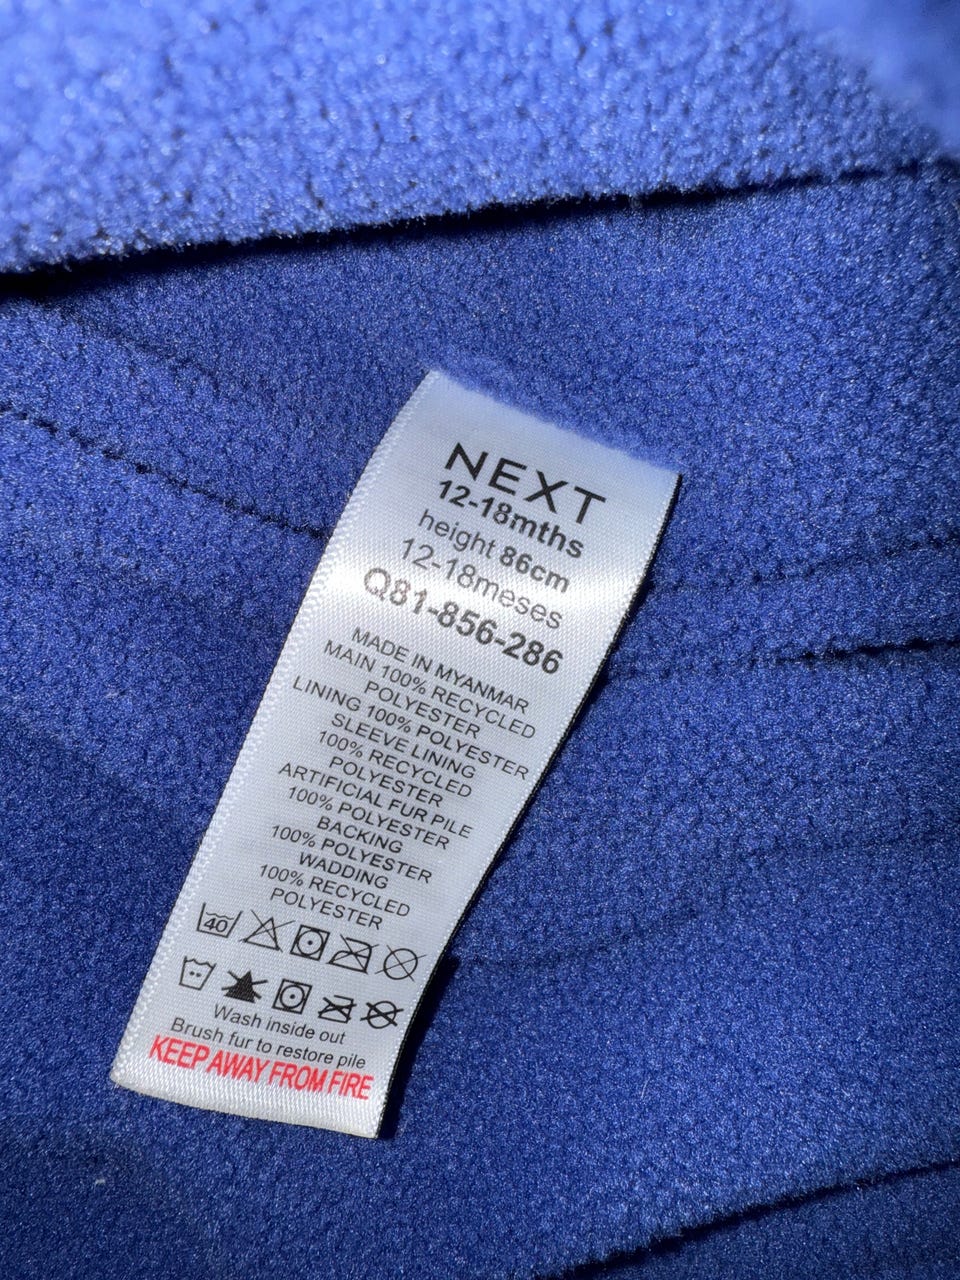 NEXT
12-18mths
height 86cm
12-18meses
Q81-856-286
MADE IN MYANMAR
MAIN 100% RECYCLED
POLYESTER
LINING 100% POLYESTER
SLEEVE LINING
100% RECYCLED
POLYESTER
ARTIFICIAL FUR PILE
100% POLYESTER
BACKING
100% POLYESTER
WADDING
100% RECYCLED
POLYESTER
40
Wash inside out
Brush fur to restore pile
KEEP AWAY FROM FIRE